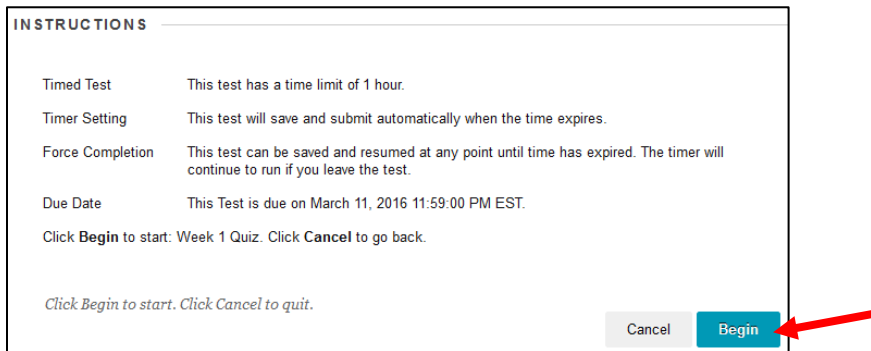 INSTRUCTIONS
Timed Test This test has a time limit of 1 hour.
Timer Setting This test will save and submit automatically when the time expires.
Force Completion This test can be saved and resumed at any point until time has expired. The timer will
continue to run if you leave the test.
Due Date This Test is due on March 11, 2016 11:59:00 PM EST.
Click Begin to start: Week 1 Quiz. Click Cancel to go back.
Click Begin to start. Click Cancel to quit.
Cancel Begin